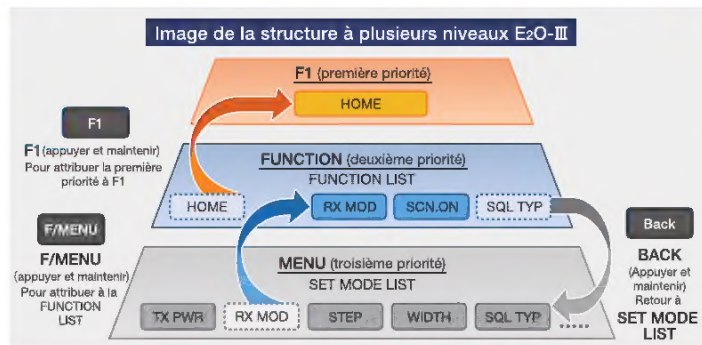 Image de la structure à plusieurs niveaux E2O-III
F1 (première priorité)
HOME
F1
F1(appuyer et maintenir)
Pour attribuer la première
priorité à F1
FUNCTION (deuxième priorité)
FUNCTION LIST
HOME
RX MOD
SCN.ON
SQL TYP
F/MENU
F/MENU
(appuyer et maintenir)
Pour attribuer à la
FUNCTION
LIST
Back
BACK
(Appuyer et
maintenir)
Retour à
SET MODE
LIST
MENU (troisième priorité)
SET MODE LIST
TX PWR
RX MOD
STEP
WIDTH
SQL TYP
.....